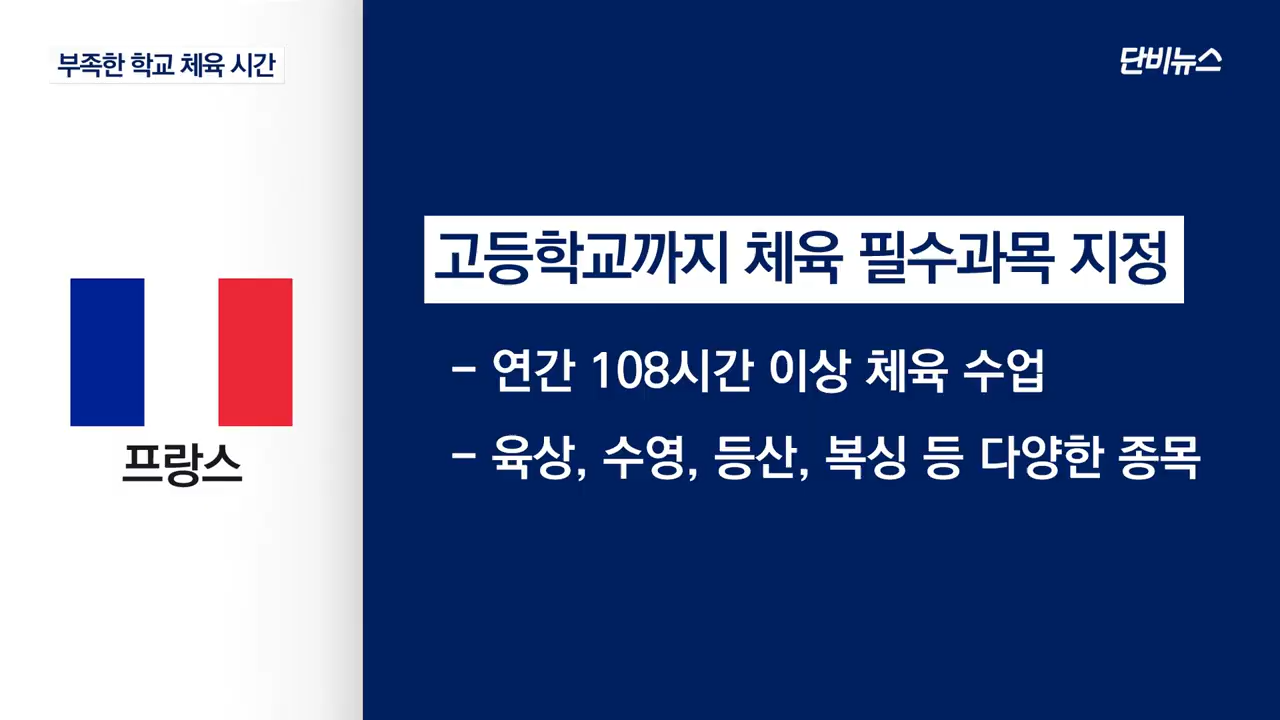 부족한 학교 체육 시간
단비뉴스
고등학교까지 체육 필수과목 지정
- 연간 108시간 이상 체육 수업
- 육상, 수영, 등산, 복싱 등 다양한 종목
프랑스